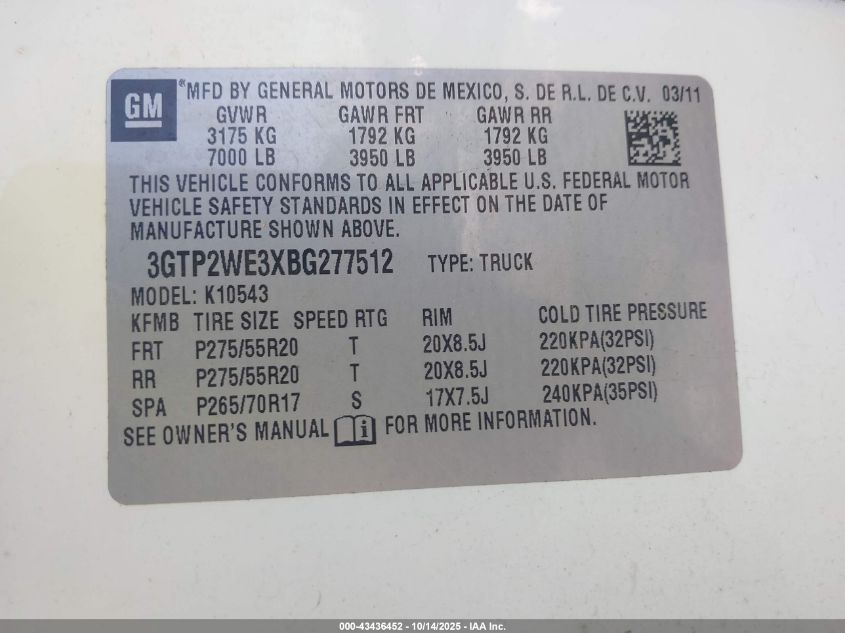 GM
*MFD BY GENERAL MOTORS DE MEXICO, S. DE R.L. DE C.V. 03/11
GVWR GAWR FRT GAWR RR
3175 KG 1792 KG 1792 KG
7000 LB 3950 LB 3950 LB
THIS VEHICLE CONFORMS TO ALL APPLICABLE U.S. FEDERAL MOTOR
VEHICLE SAFETY STANDARDS IN EFFECT ON THE DATE OF
MANUFACTURE SHOWN ABOVE.
3GTP2WE3XBG277512 TYPE: TRUCK
MODEL: K10543
KFMB TIRE SIZE SPEED RTG RIM COLD TIRE PRESSURE
FRT P275/55R20 T 20X8.5J 220KPA(32PSI)
RR P275/55R20 T 20X8.5J 220KPA(32PSI)
SPA P265/70R17 S 17X7.5J 240KPA(35PSI)
SEE OWNER'S MANUAL i FOR MORE INFORMATION.
000-43436452 - 10/14/2025 - IAA Inc.